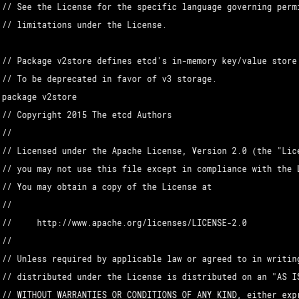 // See the License for the specific language governing
// limitations under the License.
// Package v2store defines etcd's in-memory key/value store
// To be deprecated in favor of v3 storage.
package v2store
// Copyright 2015 The etcd Authors
//
// Licensed under the Apache License, Version 2.0 (the
// you may not use this file except in compliance with the
// You may obtain a copy of the License at
//
//     http://www.apache.org/licenses/LICENSE-2.0
//
// Unless required by applicable law or agreed to in writing
// distributed under the License is distributed on an "AS
// WITHOUT WARRANTIES OR CONDITIONS OF ANY KIND, either